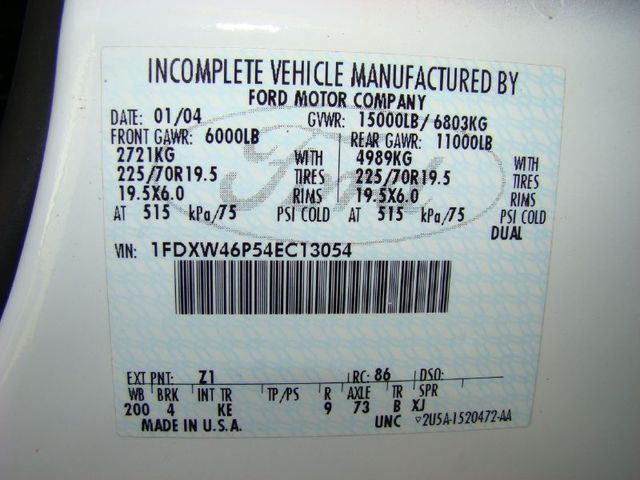 INCOMPLETE VEHICLE MANUFACTURED BY
FORD MOTOR COMPANY
DATE: 01/04 GVWR: 15000LB/ 6803KG
FRONT GAWR: 6000LB REAR GAWR: 11000LB
2721KG WITH 4989KG WITH
225/70R19.5 TIRES 225/70R19.5 TIRES
19.5X6.0 RIMS 19.5X6.0 RIMS
AT 515 kPa/75 PSI COLD AT 515 kPa/75 PSI COLD
DUAL
Ford
VIN: 1FDXW46P54EC13054
EXT PNT: Z1 RC: 86 DSO:
WB BRK INT TR TP/PS R AXLE TR SPR
200 4 KE 9 73 B XJ
MADE IN U.S.A. UNC ▽2U5A-1520472-AA